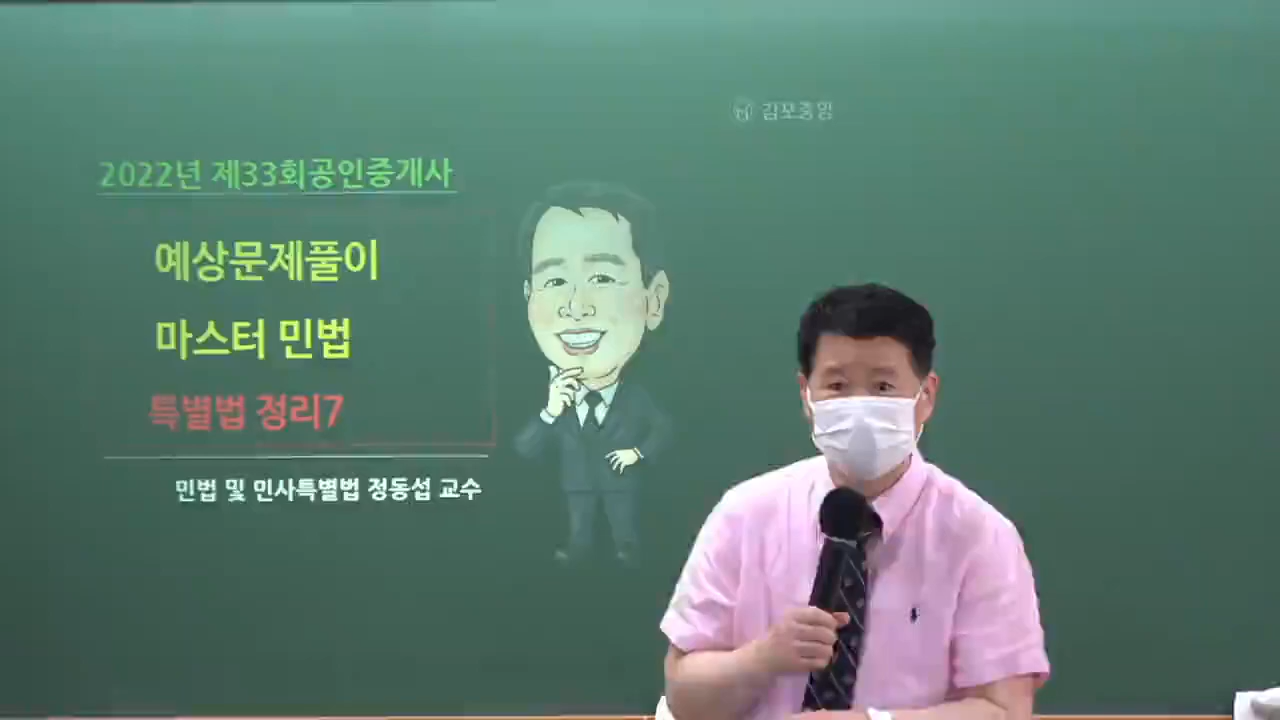 김포중앙
2022년 제33회공인중개사
예상문제풀이
마스터 민법
특별법 정리7
민법 및 민사특별법 정동섭 교수